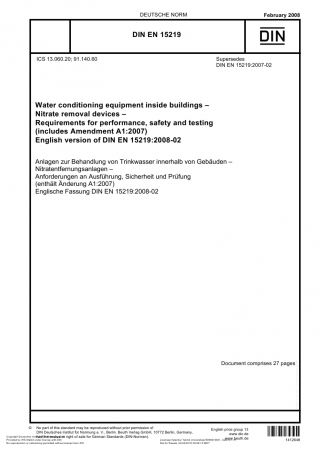 DEUTSCHE NORM
February 2008
DIN EN 15219
DIN
ICS 13.060.20; 91.140.60
Supersedes
DIN EN 15219:2007-02
Water conditioning equipment inside buildings –
Nitrate removal devices –
Requirements for performance, safety and testing
(includes Amendment A1:2007)
English version of DIN EN 15219:2008-02
Anlagen zur Behandlung von Trinkwasser innerhalb von Gebäuden –
Nitratentfernungsanlagen –
Anforderungen an Ausführung, Sicherheit und Prüfung
(enthält Änderung A1:2007)
Englische Fassung DIN EN 15219:2008-02
Document comprises 27 pages
No part of this standard may be reproduced without prior permission of
DIN Deutsches Institut für Normung e. V., Berlin. Beuth Verlag GmbH, 10772 Berlin, Germany,
has the exclusive right of sale for German Standards (DIN-Normen).
English price group 13
www.din.de
www.beuth.de